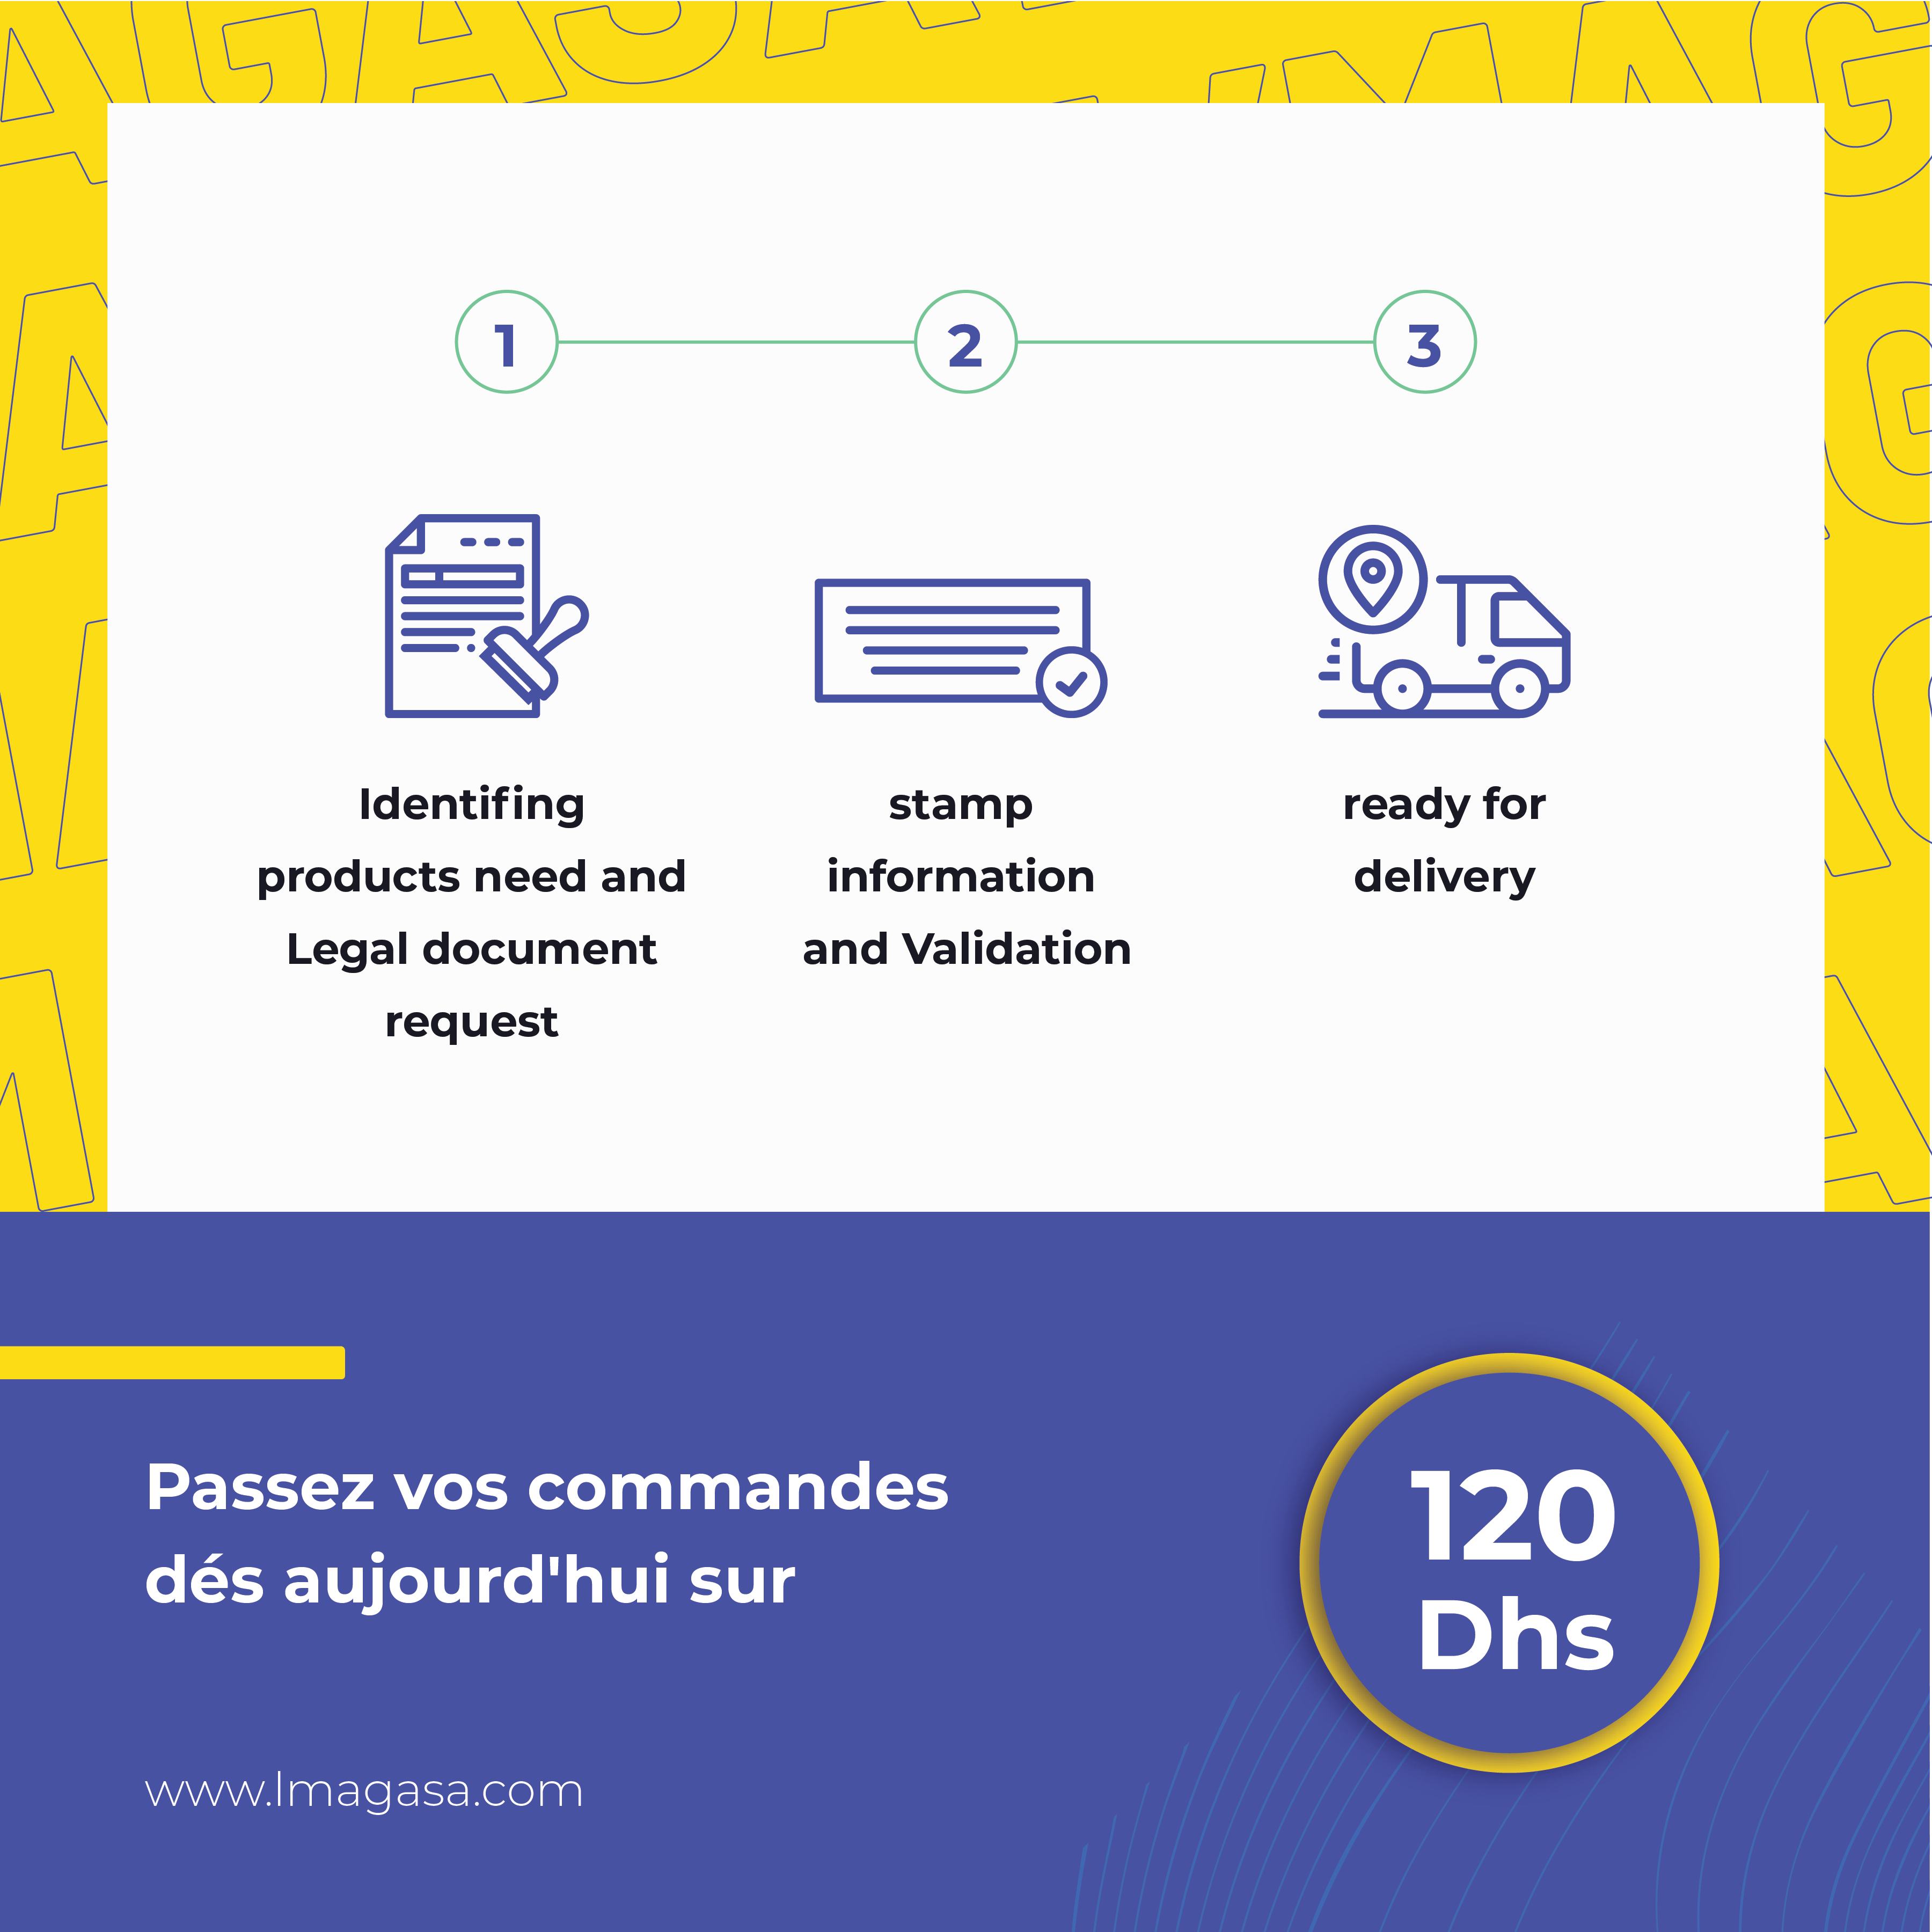 1
2
3
Identifing
products need and
Legal document
request
stamp
information
and Validation
ready for
delivery
Passez vos commandes
dés aujourd'hui sur
www.lmagasa.com
120
Dhs